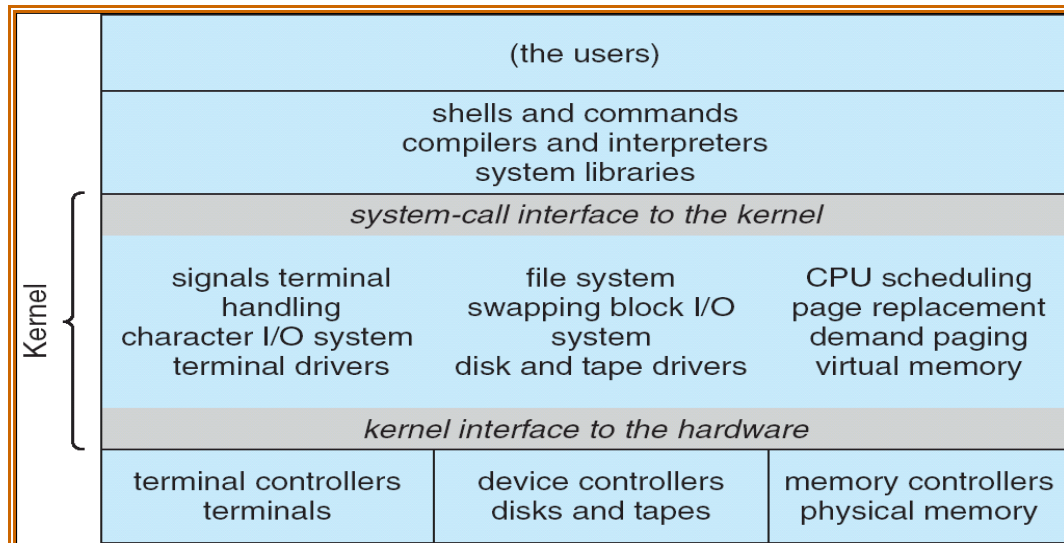 (the users)
shells and commands
compilers and interpreters
system libraries
Kernel
system-call interface to the kernel
signals terminal
handling
character I/O system
terminal drivers
file system
swapping block I/O
system
disk and tape drivers
CPU scheduling
page replacement
demand paging
virtual memory
kernel interface to the hardware
terminal controllers
terminals
device controllers
disks and tapes
memory controllers
physical memory